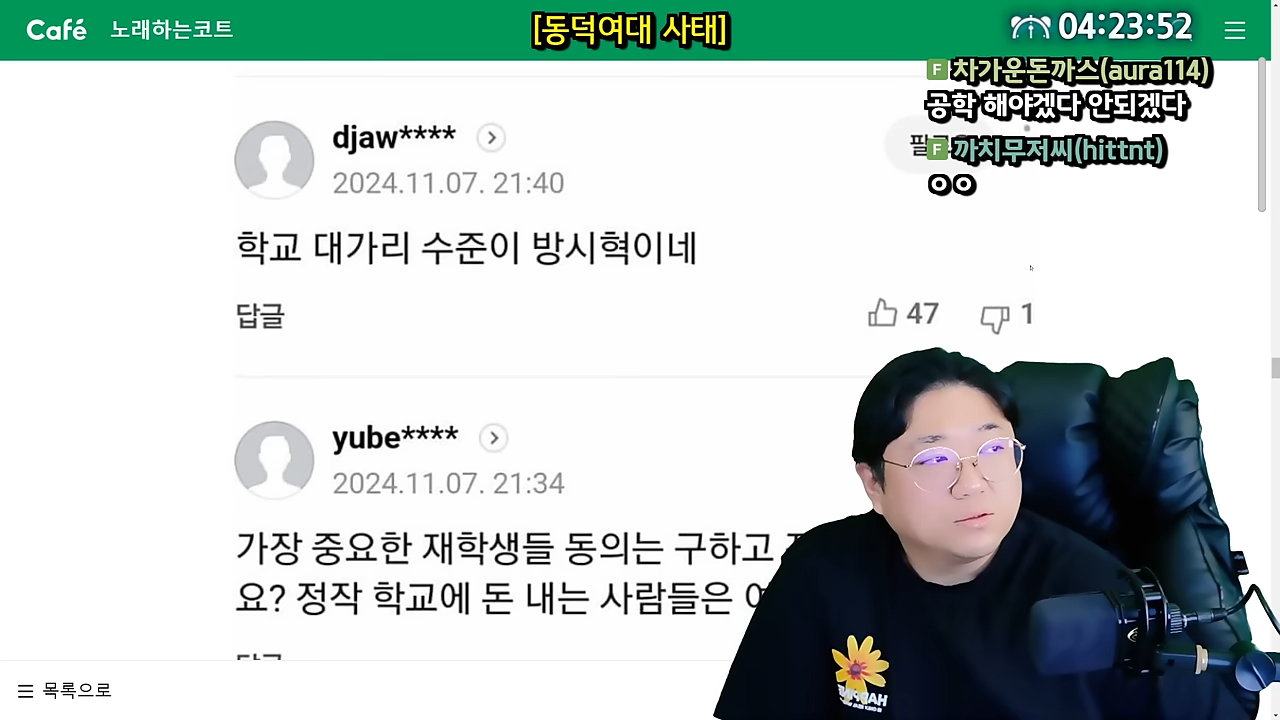 Café 노래하는코트
[동덕여대 사태]
04:23:52
F 차가운돈까스(aura114)
공학 해야겠다 안되겠다
F 까치무저씨(hittnt)
ㅇㅇ
djaw****
2024.11.07. 21:40
학교 대가리 수준이 방시혁이네
답글
47 1
yube****
2024.11.07. 21:34
가장 중요한 재학생들 동의는 구하고
요? 정작 학교에 돈 내는 사람들은
목록으로